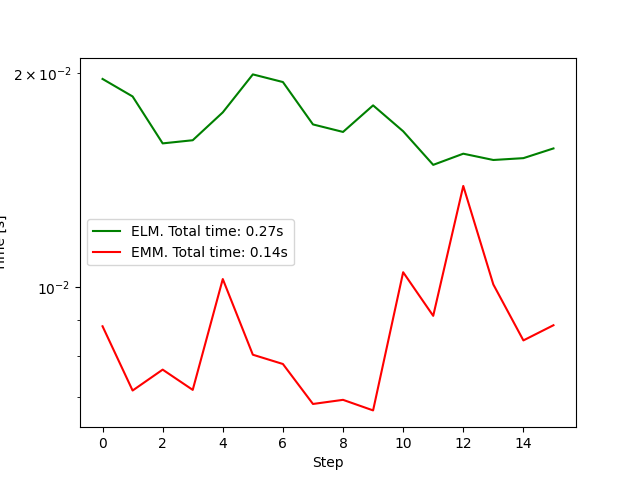 2 × 10⁻²
10⁻²
ELM. Total time: 0.27s
EMM. Total time: 0.14s
0 2 4 6 8 10 12 14
Step